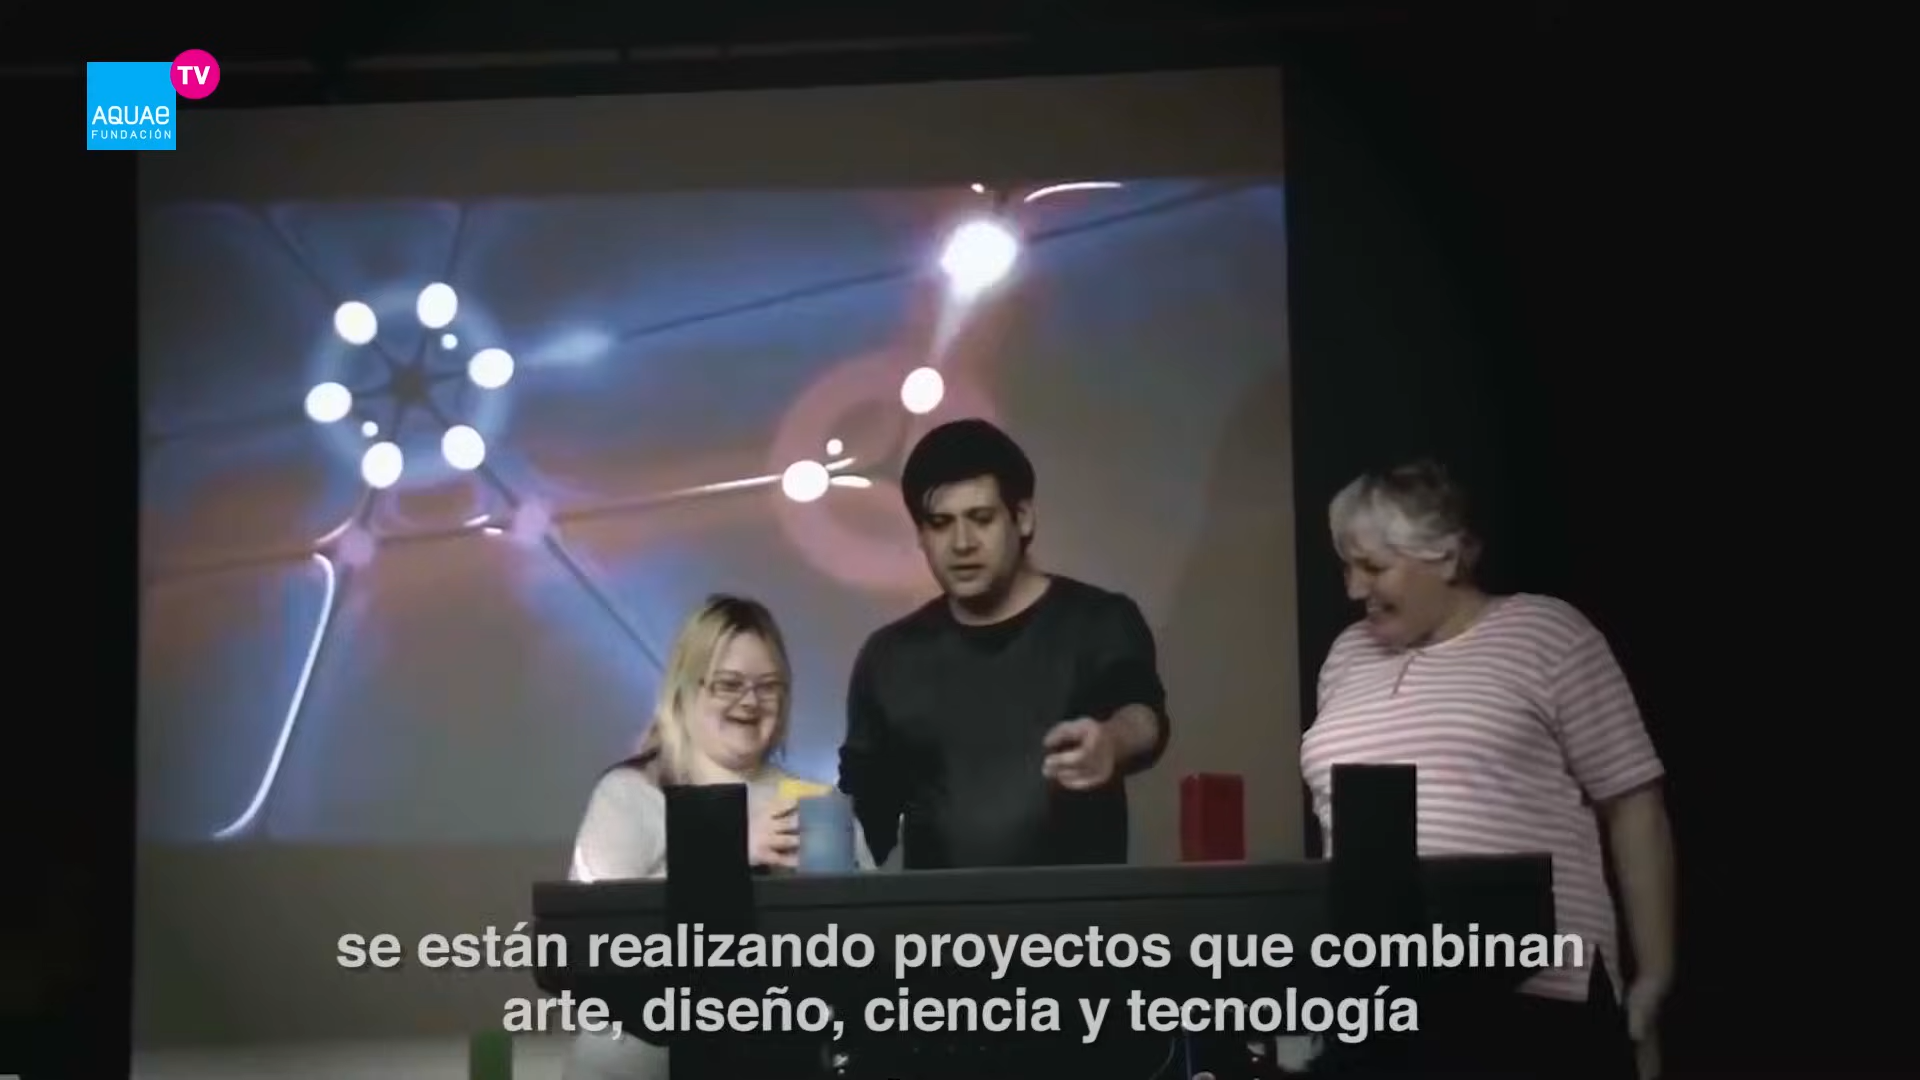 TV
AQUAE
FUNDACIÓN
se están realizando proyectos que combinan
arte, diseño, ciencia y tecnología